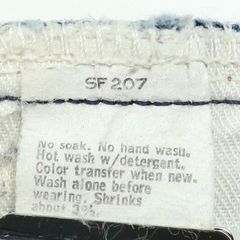 SF 207
No soak. No hand wash.
Hot wash w/detergent.
Color transfer when new.
Wash alone before
wearing. Shrinks
about 3%.